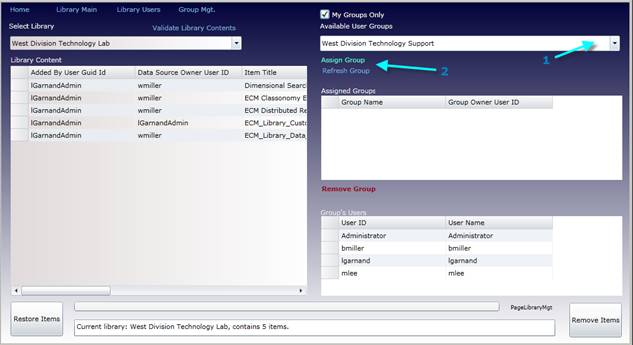 Home Library Main Library Users Group Mgt.
Select Library Validate Library Contents
West Division Technology Lab
Library Content
Added By User Guid Id Data Source Owner User ID Item Title
lGarnandAdmin wmiller Dimensional Searc
lGarnandAdmin wmiller ECM Classonomy E
lGarnandAdmin wmiller ECM Distributed Re
lGarnandAdmin lGarnandAdmin ECM_Library_Custo
lGarnandAdmin wmiller ECM_Library_Data_
My Groups Only
Available User Groups
West Division Technology Support
1
Assign Group
2
Refresh Group
Assigned Groups
Group Name Group Owner User ID
Remove Group
Group's Users
User ID User Name
Administrator Administrator
bmiller bmiller
lgarnand lgarnand
mlee mlee
Restore Items
PageLibraryMgt
Current library: West Division Technology Lab, contains 5 items.
Remove Items